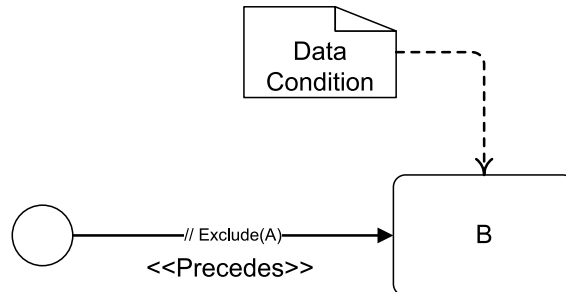 Data
Condition
// Exclude(A)
B
<<Precedes>>